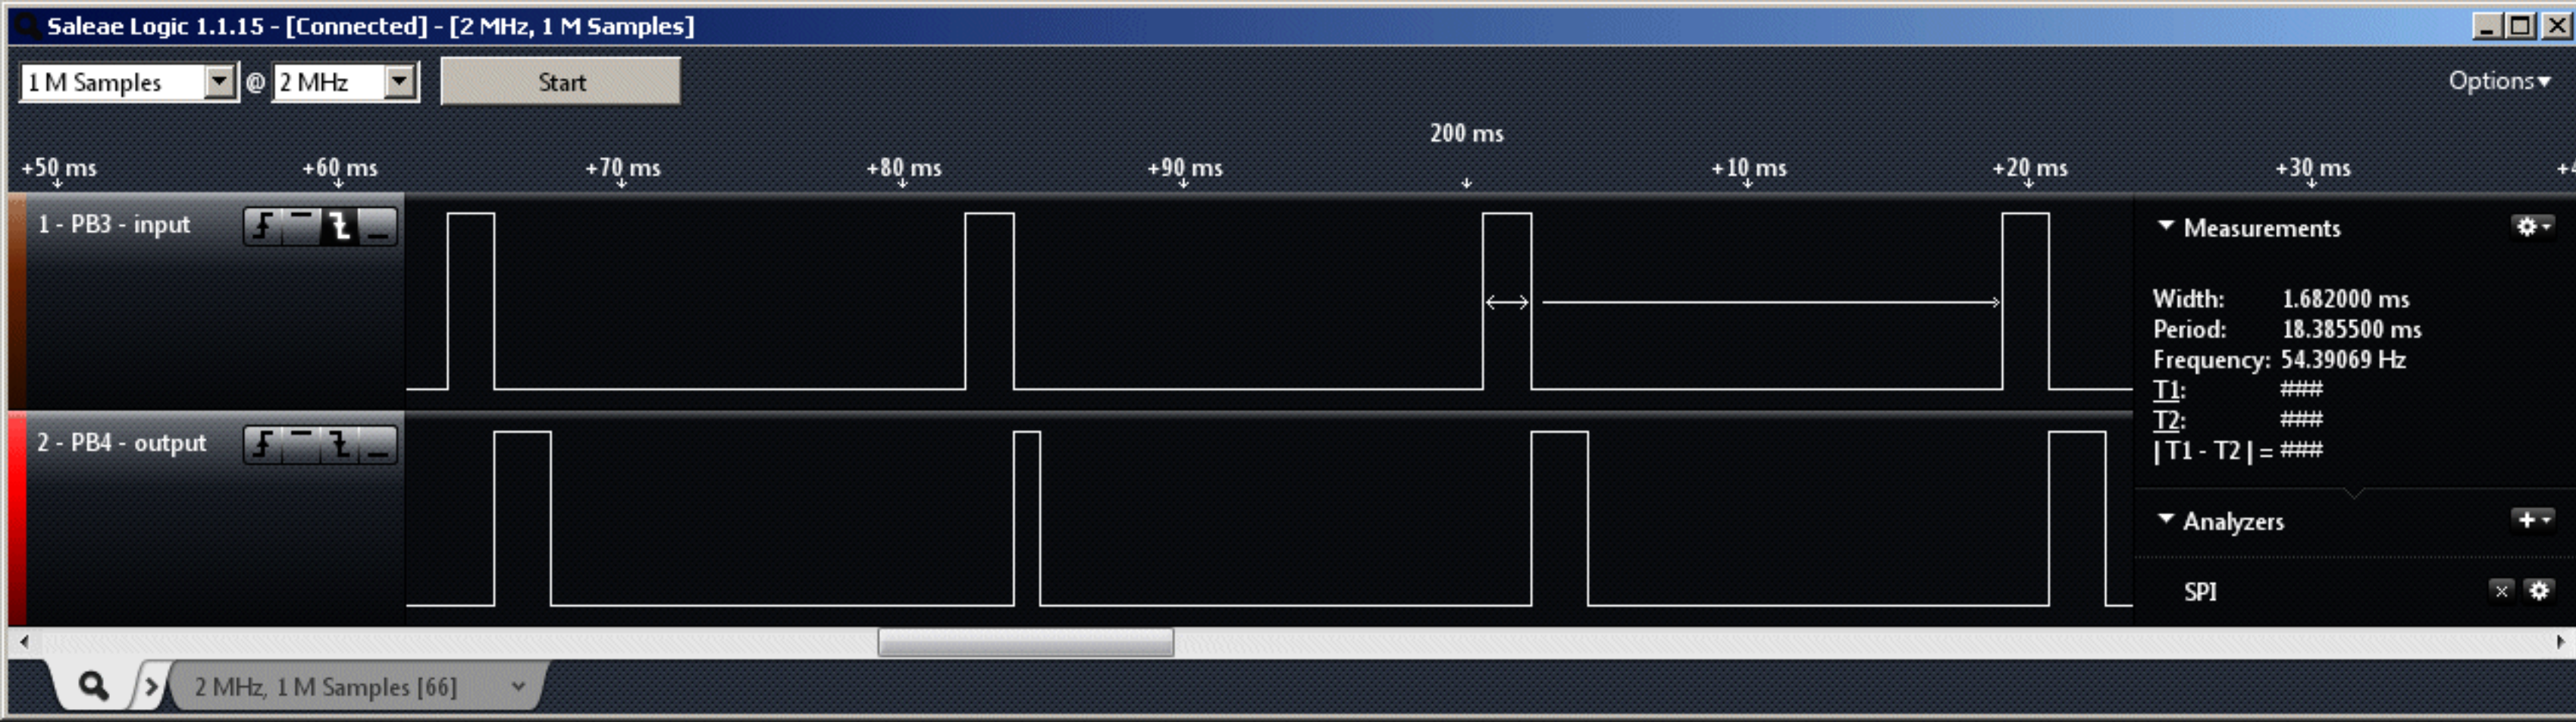 Saleae Logic 1.1.15 - [Connected] - [2 MHz, 1 M Samples]
1 M Samples @ 2 MHz Start Options
200 ms
+50 ms +60 ms +70 ms +80 ms +90 ms +10 ms +20 ms +30 ms
1 - PB3 - input
2 - PB4 - output
Measurements
Width: 1.682000 ms
Period: 18.385500 ms
Frequency: 54.39069 Hz
T1: ###
T2: ###
| T1 - T2 | = ###
Analyzers
SPI
2 MHz, 1 M Samples [66]